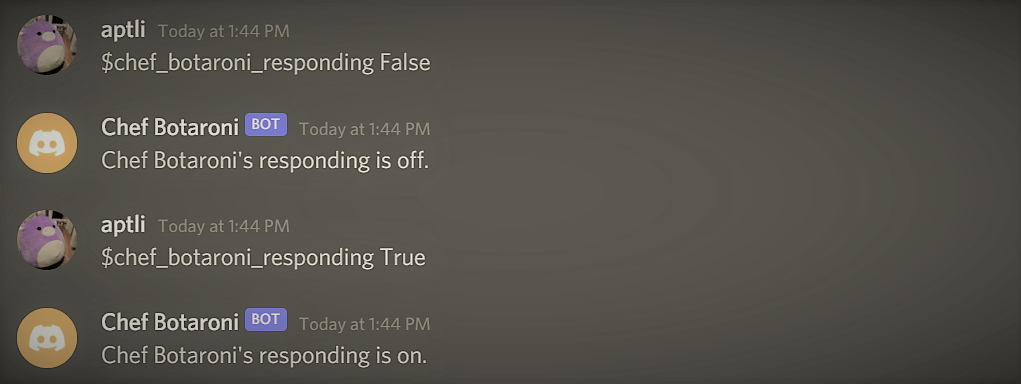 aptli Today at 1:44 PM
$chef_botaroni_responding False
Chef Botaroni BOT Today at 1:44 PM
Chef Botaroni's responding is off.
aptli Today at 1:44 PM
$chef_botaroni_responding True
Chef Botaroni BOT Today at 1:44 PM
Chef Botaroni's responding is on.